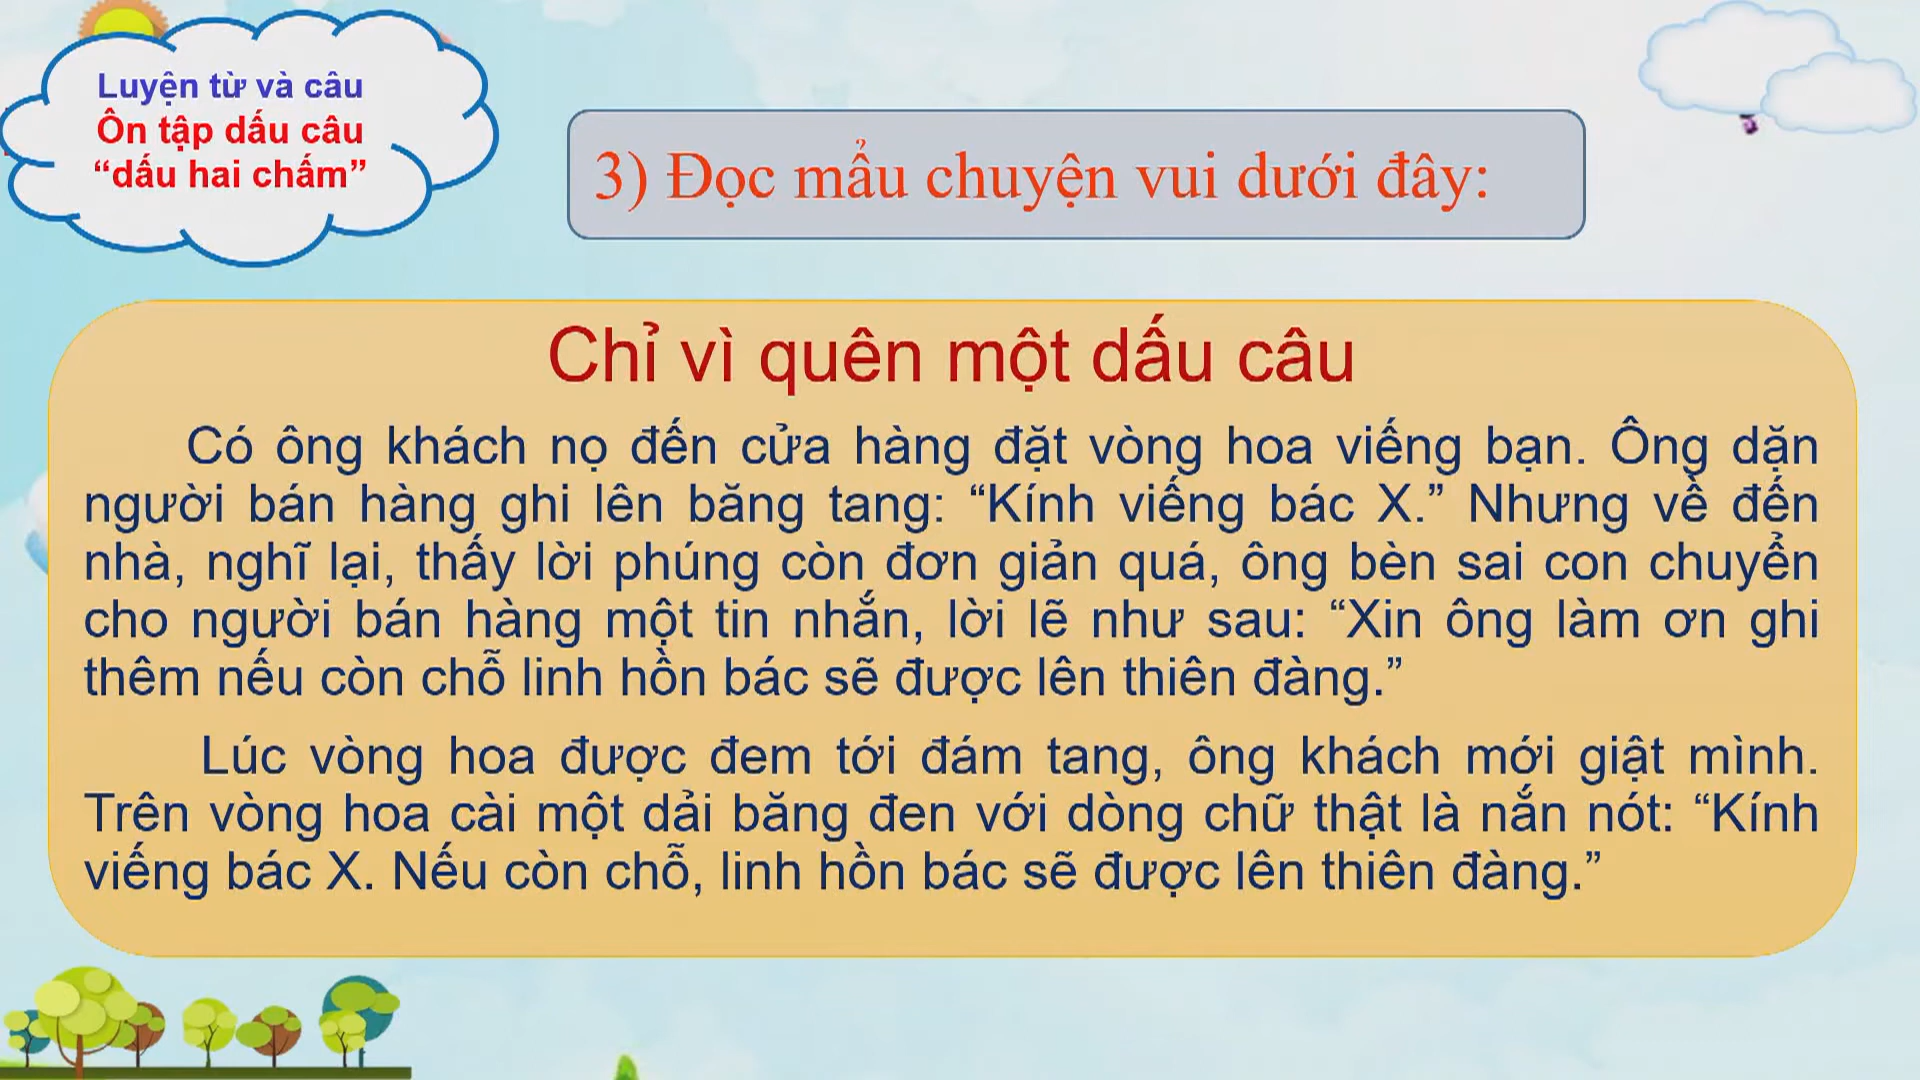 Luyện từ và câu
Ôn tập dấu câu
“dấu hai chấm”
3) Đọc mẩu chuyện vui dưới đây:
Chỉ vì quên một dấu câu
Có ông khách nọ đến cửa hàng đặt vòng hoa viếng bạn. Ông dặn
người bán hàng ghi lên băng tang: “Kính viếng bác X.” Nhưng về đến
nhà, nghĩ lại, thấy lời phúng còn đơn giản quá, ông bèn sai con chuyển
cho người bán hàng một tin nhắn, lời lẽ như sau: “Xin ông làm ơn ghi
thêm nếu còn chỗ linh hồn bác sẽ được lên thiên đàng.”
Lúc vòng hoa được đem tới đám tang, ông khách mới giật mình.
Trên vòng hoa cài một dải băng đen với dòng chữ thật là nắn nót: “Kính
viếng bác X. Nếu còn chỗ, linh hồn bác sẽ được lên thiên đàng.”